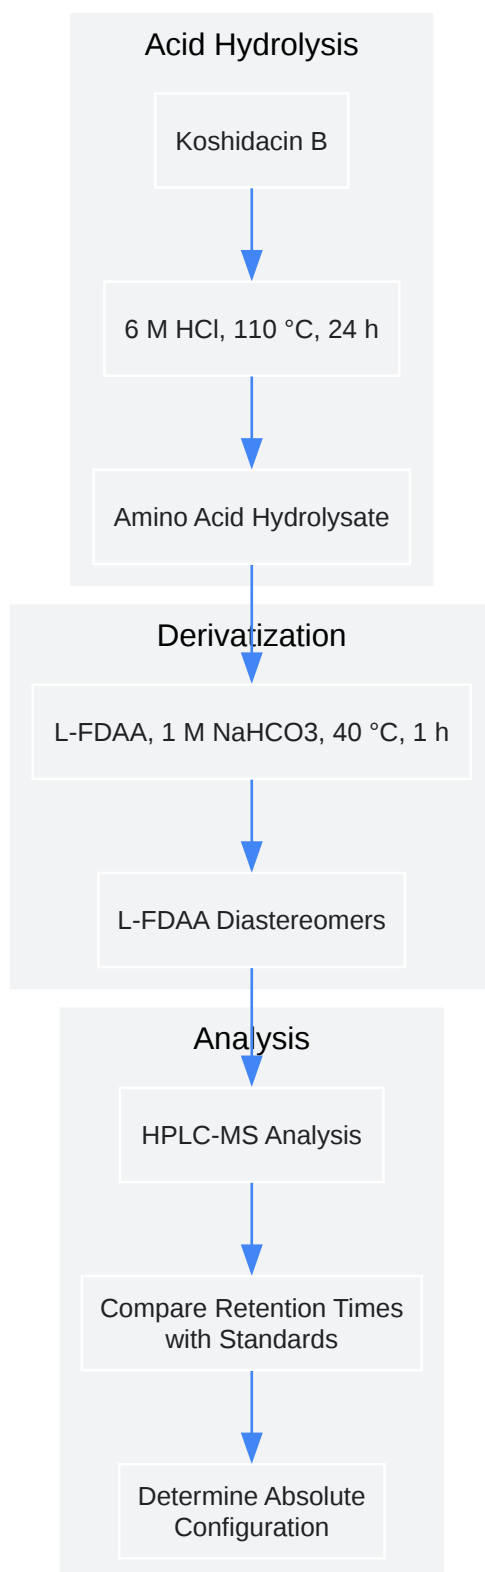 Acid Hydrolysis
Koshidacin B
6 M HCl, 110 °C, 24 h
Amino Acid Hydrolysate
Derivatization
L-FDAA, 1 M NaHCO3, 40 °C, 1 h
L-FDAA Diastereomers
Analysis
HPLC-MS Analysis
Compare Retention Times
with Standards
Determine Absolute
Configuration